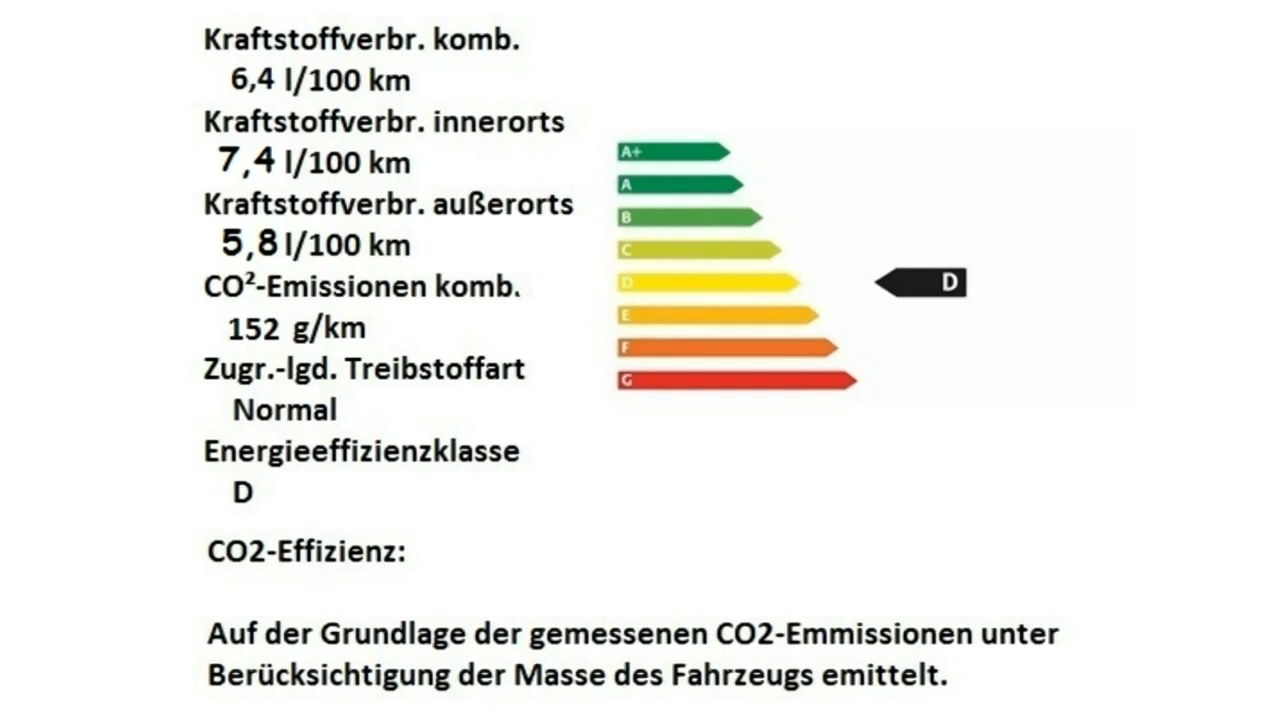 Kraftstoffverbr. komb.
6,4 l/100 km
Kraftstoffverbr. innerorts
7,4 l/100 km
Kraftstoffverbr. außerorts
5,8 l/100 km
CO²-Emissionen komb.
152 g/km
Zugr.-lgd. Treibstoffart
Normal
Energieeffizienzklasse
D
A+
A
B
C
D
D
E
F
G
CO2-Effizienz:
Auf der Grundlage der gemessenen CO2-Emmissionen unter
Berücksichtigung der Masse des Fahrzeugs emittelt.